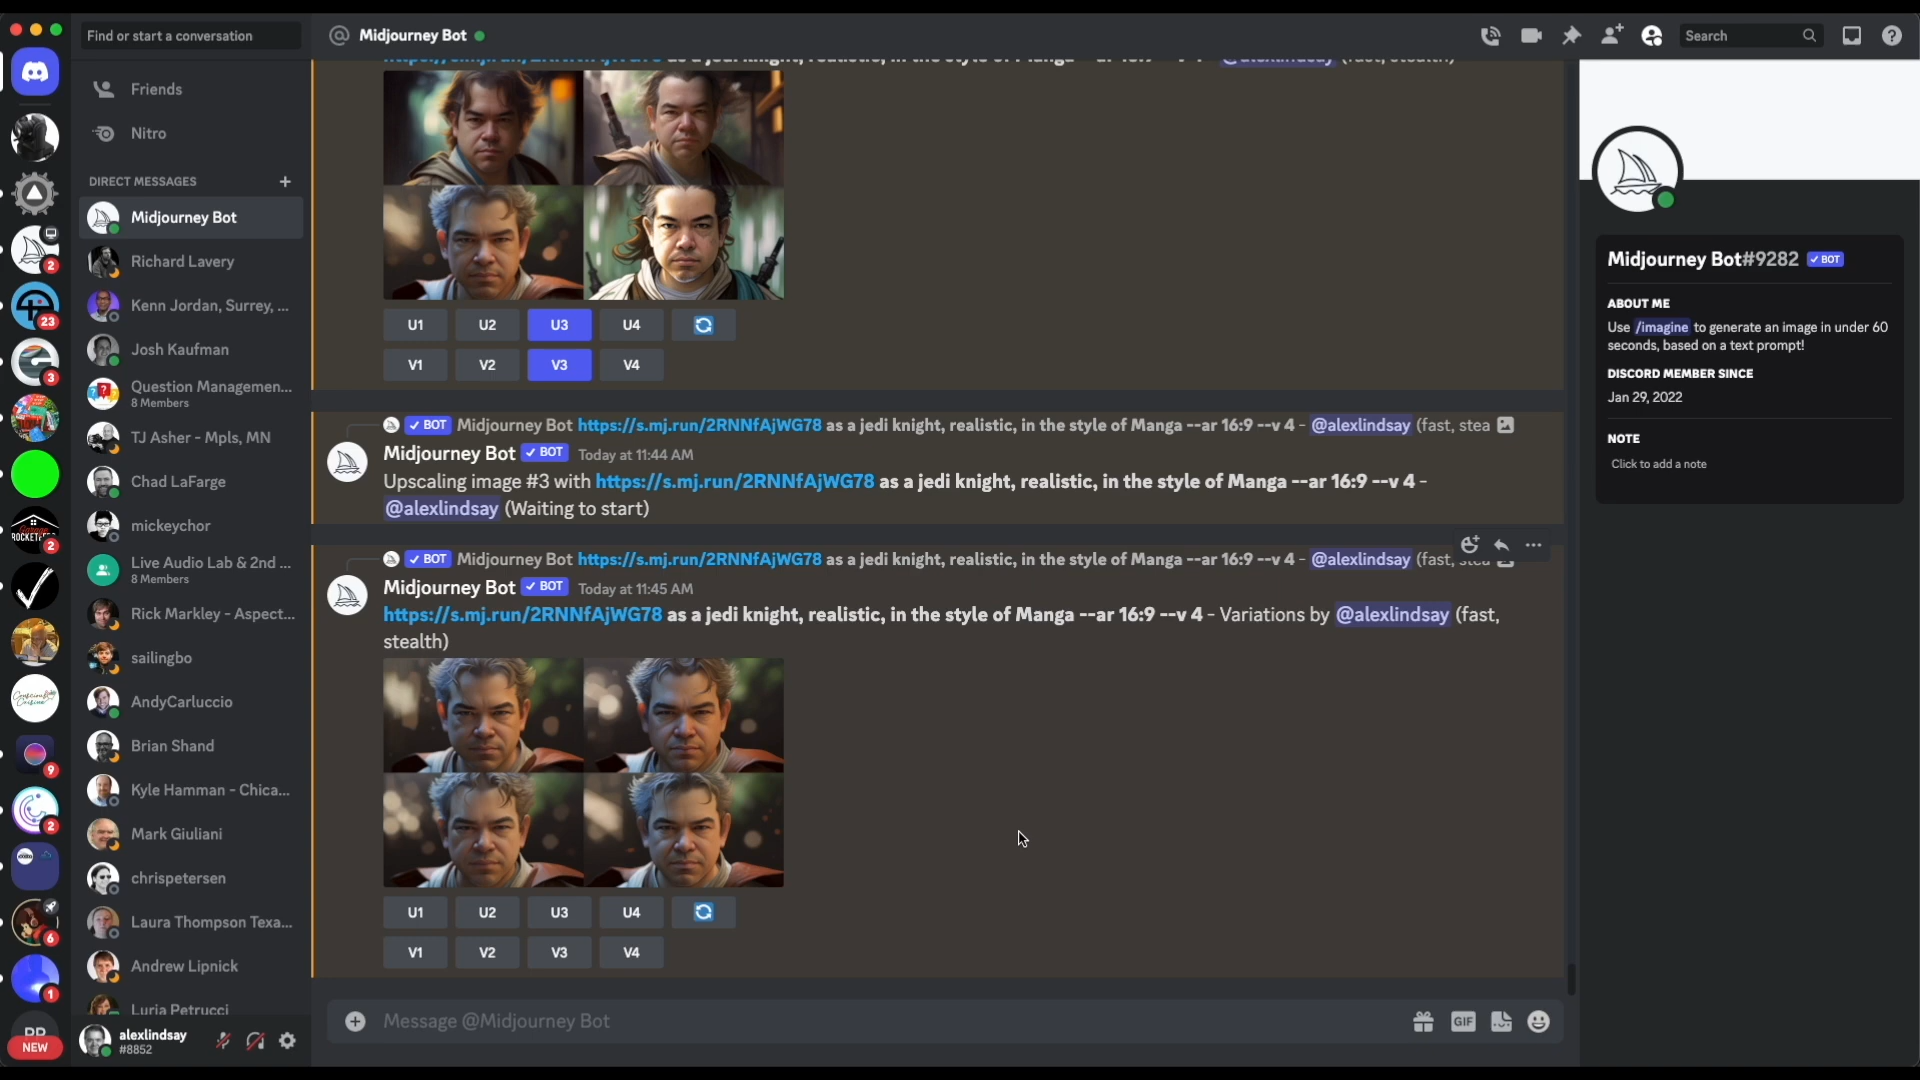 Find or start a conversation
Friends
Nitro
DIRECT MESSAGES
Midjourney Bot
Richard Lavery
Kenn Jordan, Surrey, ...
Josh Kaufman
Question Managemen...
8 Members
TJ Asher - Mpls, MN
Chad LaFarge
mickeychor
Live Audio Lab & 2nd ...
8 Members
Rick Markley - Aspect...
sailingbo
AndyCarluccio
Brian Shand
Kyle Hamman - Chica...
Mark Giuliani
chrispetersen
Laura Thompson Texa...
Andrew Lipnick
Luria Petrucci
alexlindsay
#8852
2
23
3
ROCKET
2
9
2
6
1
NEW
Midjourney Bot
Search
U1 U2 U3 U4
V1 V2 V3 V4
BOT Midjourney Bot https://s.mj.run/2RNNfAjWG78 as a jedi knight, realistic, in the style of Manga --ar 16:9 --v 4 - @alexlindsay (fast, stea
Midjourney Bot BOT Today at 11:44 AM
Upscaling image #3 with https://s.mj.run/2RNNfAjWG78 as a jedi knight, realistic, in the style of Manga --ar 16:9 --v 4 -
@alexlindsay (Waiting to start)
BOT Midjourney Bot https://s.mj.run/2RNNfAjWG78 as a jedi knight, realistic, in the style of Manga --ar 16:9 --v 4 - @alexlindsay (fast,
Midjourney Bot BOT Today at 11:45 AM
https://s.mj.run/2RNNfAjWG78 as a jedi knight, realistic, in the style of Manga --ar 16:9 --v 4 - Variations by @alexlindsay (fast,
stealth)
U1 U2 U3 U4
V1 V2 V3 V4
Message @Midjourney Bot
GIF
Midjourney Bot#9282 BOT
ABOUT ME
Use /imagine to generate an image in under 60
seconds, based on a text prompt!
DISCORD MEMBER SINCE
Jan 29, 2022
NOTE
Click to add a note